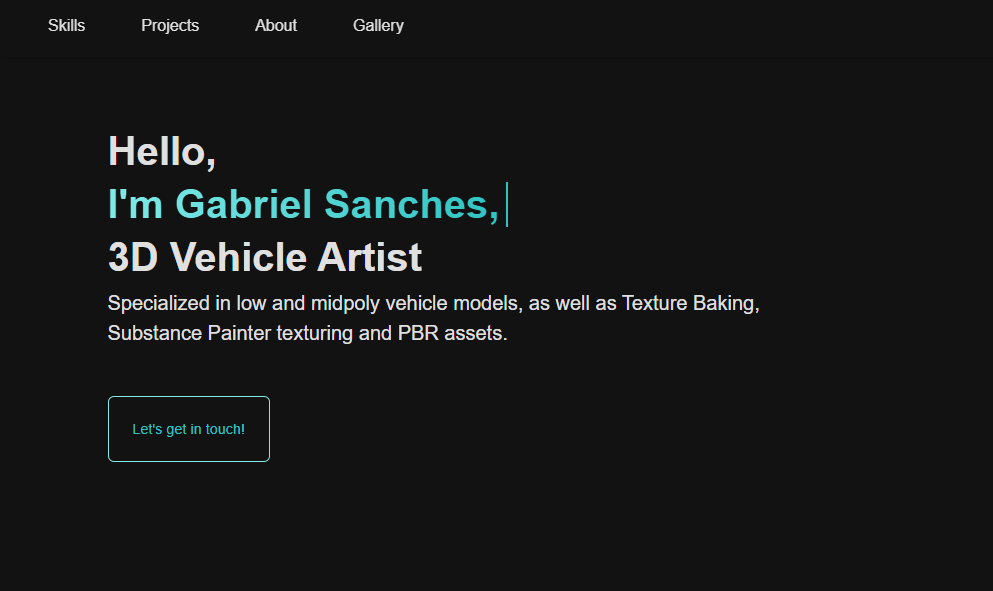 Skills Projects About Gallery
Hello,
I'm Gabriel Sanches,
3D Vehicle Artist
Specialized in low and midpoly vehicle models, as well as Texture Baking,
Substance Painter texturing and PBR assets.
Let's get in touch!